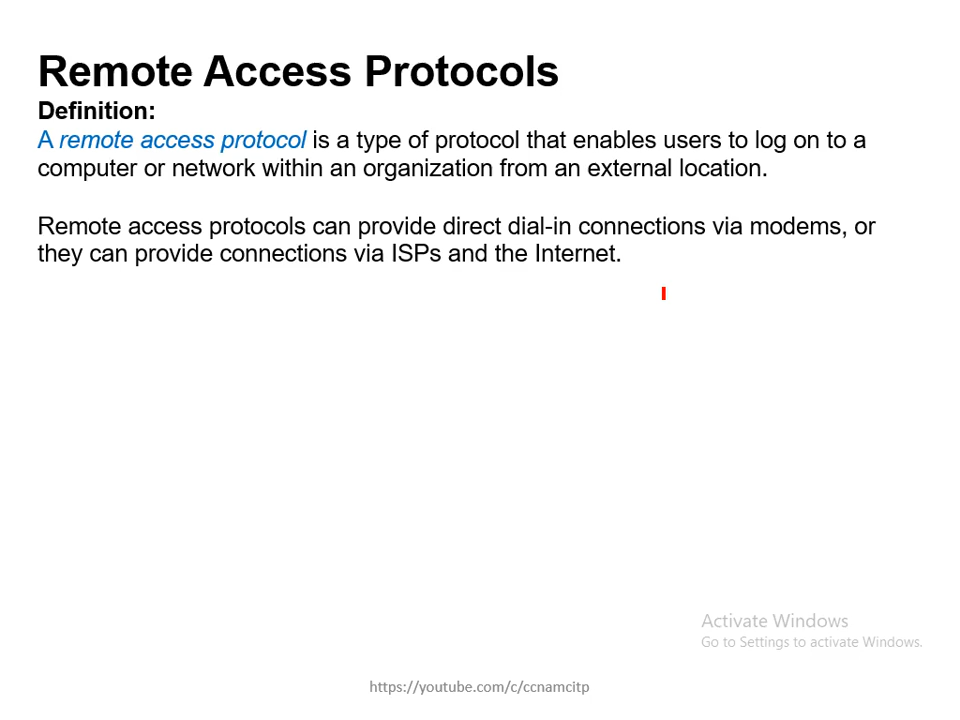 Remote Access Protocols
Definition:
A remote access protocol is a type of protocol that enables users to log on to a
computer or network within an organization from an external location.
Remote access protocols can provide direct dial-in connections via modems, or
they can provide connections via ISPs and the Internet.
Activate Windows
Go to Settings to activate Windows.
https://youtube.com/c/ccnamcitp